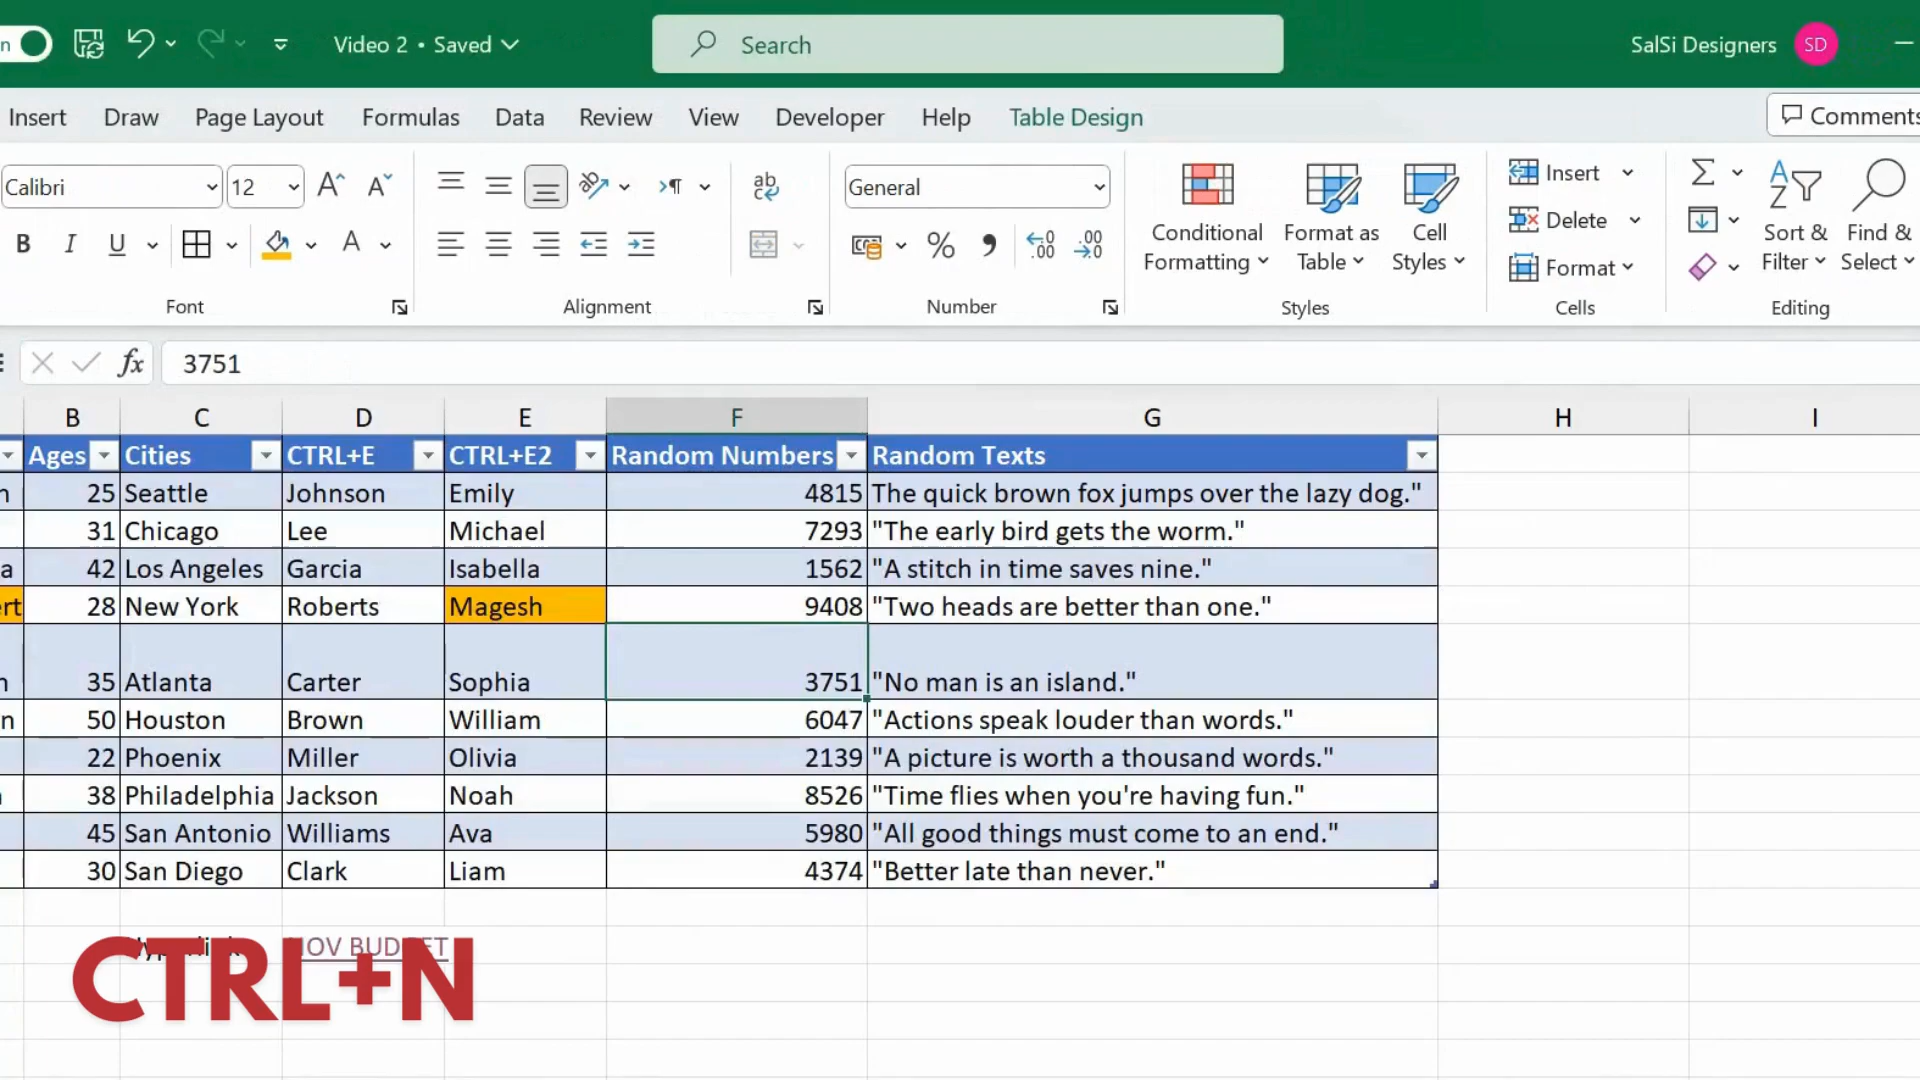 n Video 2 • Saved Search SalSi Designers SD
Insert Draw Page Layout Formulas Data Review View Developer Help Table Design Comments
Calibri 12 A A ab General Conditional Formatting Format as Table Cell Styles Insert Σ A Z Sort & Filter Find & Select
B I U A % Delete
Format
Font Alignment Number Styles Cells Editing
fx 3751
B C D E F G H I
Ages Cities CTRL+E CTRL+E2 Random Numbers Random Texts
n 25 Seattle Johnson Emily 4815 The quick brown fox jumps over the lazy dog."
31 Chicago Lee Michael 7293 "The early bird gets the worm."
a 42 Los Angeles Garcia Isabella 1562 "A stitch in time saves nine."
ert 28 New York Roberts Magesh 9408 "Two heads are better than one."
35 Atlanta Carter Sophia 3751 "No man is an island."
n 50 Houston Brown William 6047 "Actions speak louder than words."
22 Phoenix Miller Olivia 2139 "A picture is worth a thousand words."
38 Philadelphia Jackson Noah 8526 "Time flies when you're having fun."
45 San Antonio Williams Ava 5980 "All good things must come to an end."
30 San Diego Clark Liam 4374 "Better late than never."
CTRL+N